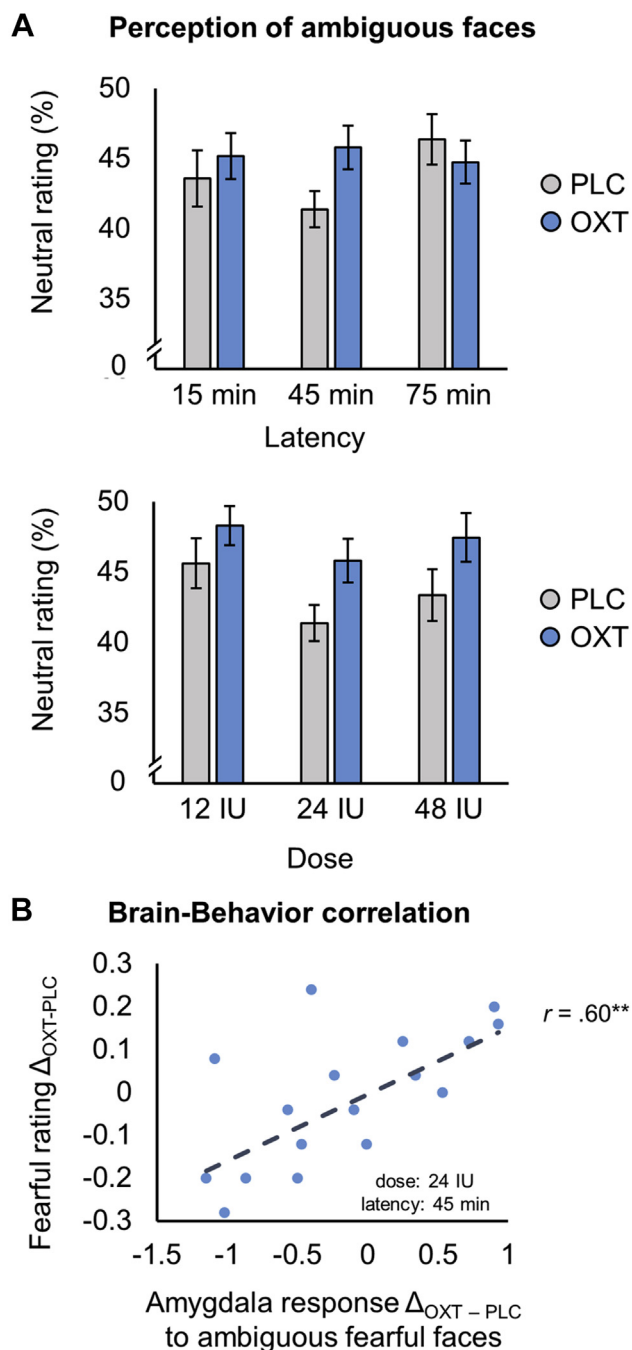 A Perception of ambiguous faces
50
45
40
35
0
Neutral rating (%)
PLC
OXT
15 min 45 min 75 min
Latency
50
45
40
35
0
Neutral rating (%)
PLC
OXT
12 IU 24 IU 48 IU
Dose
B Brain-Behavior correlation
0.3
0.2
0.1
0
-0.1
-0.2
-0.3
Fearful rating ΔOXT-PLC
r = .60**
dose: 24 IU
latency: 45 min
-1.5 -1 -0.5 0 0.5 1
Amygdala response ΔOXT – PLC
to ambiguous fearful faces